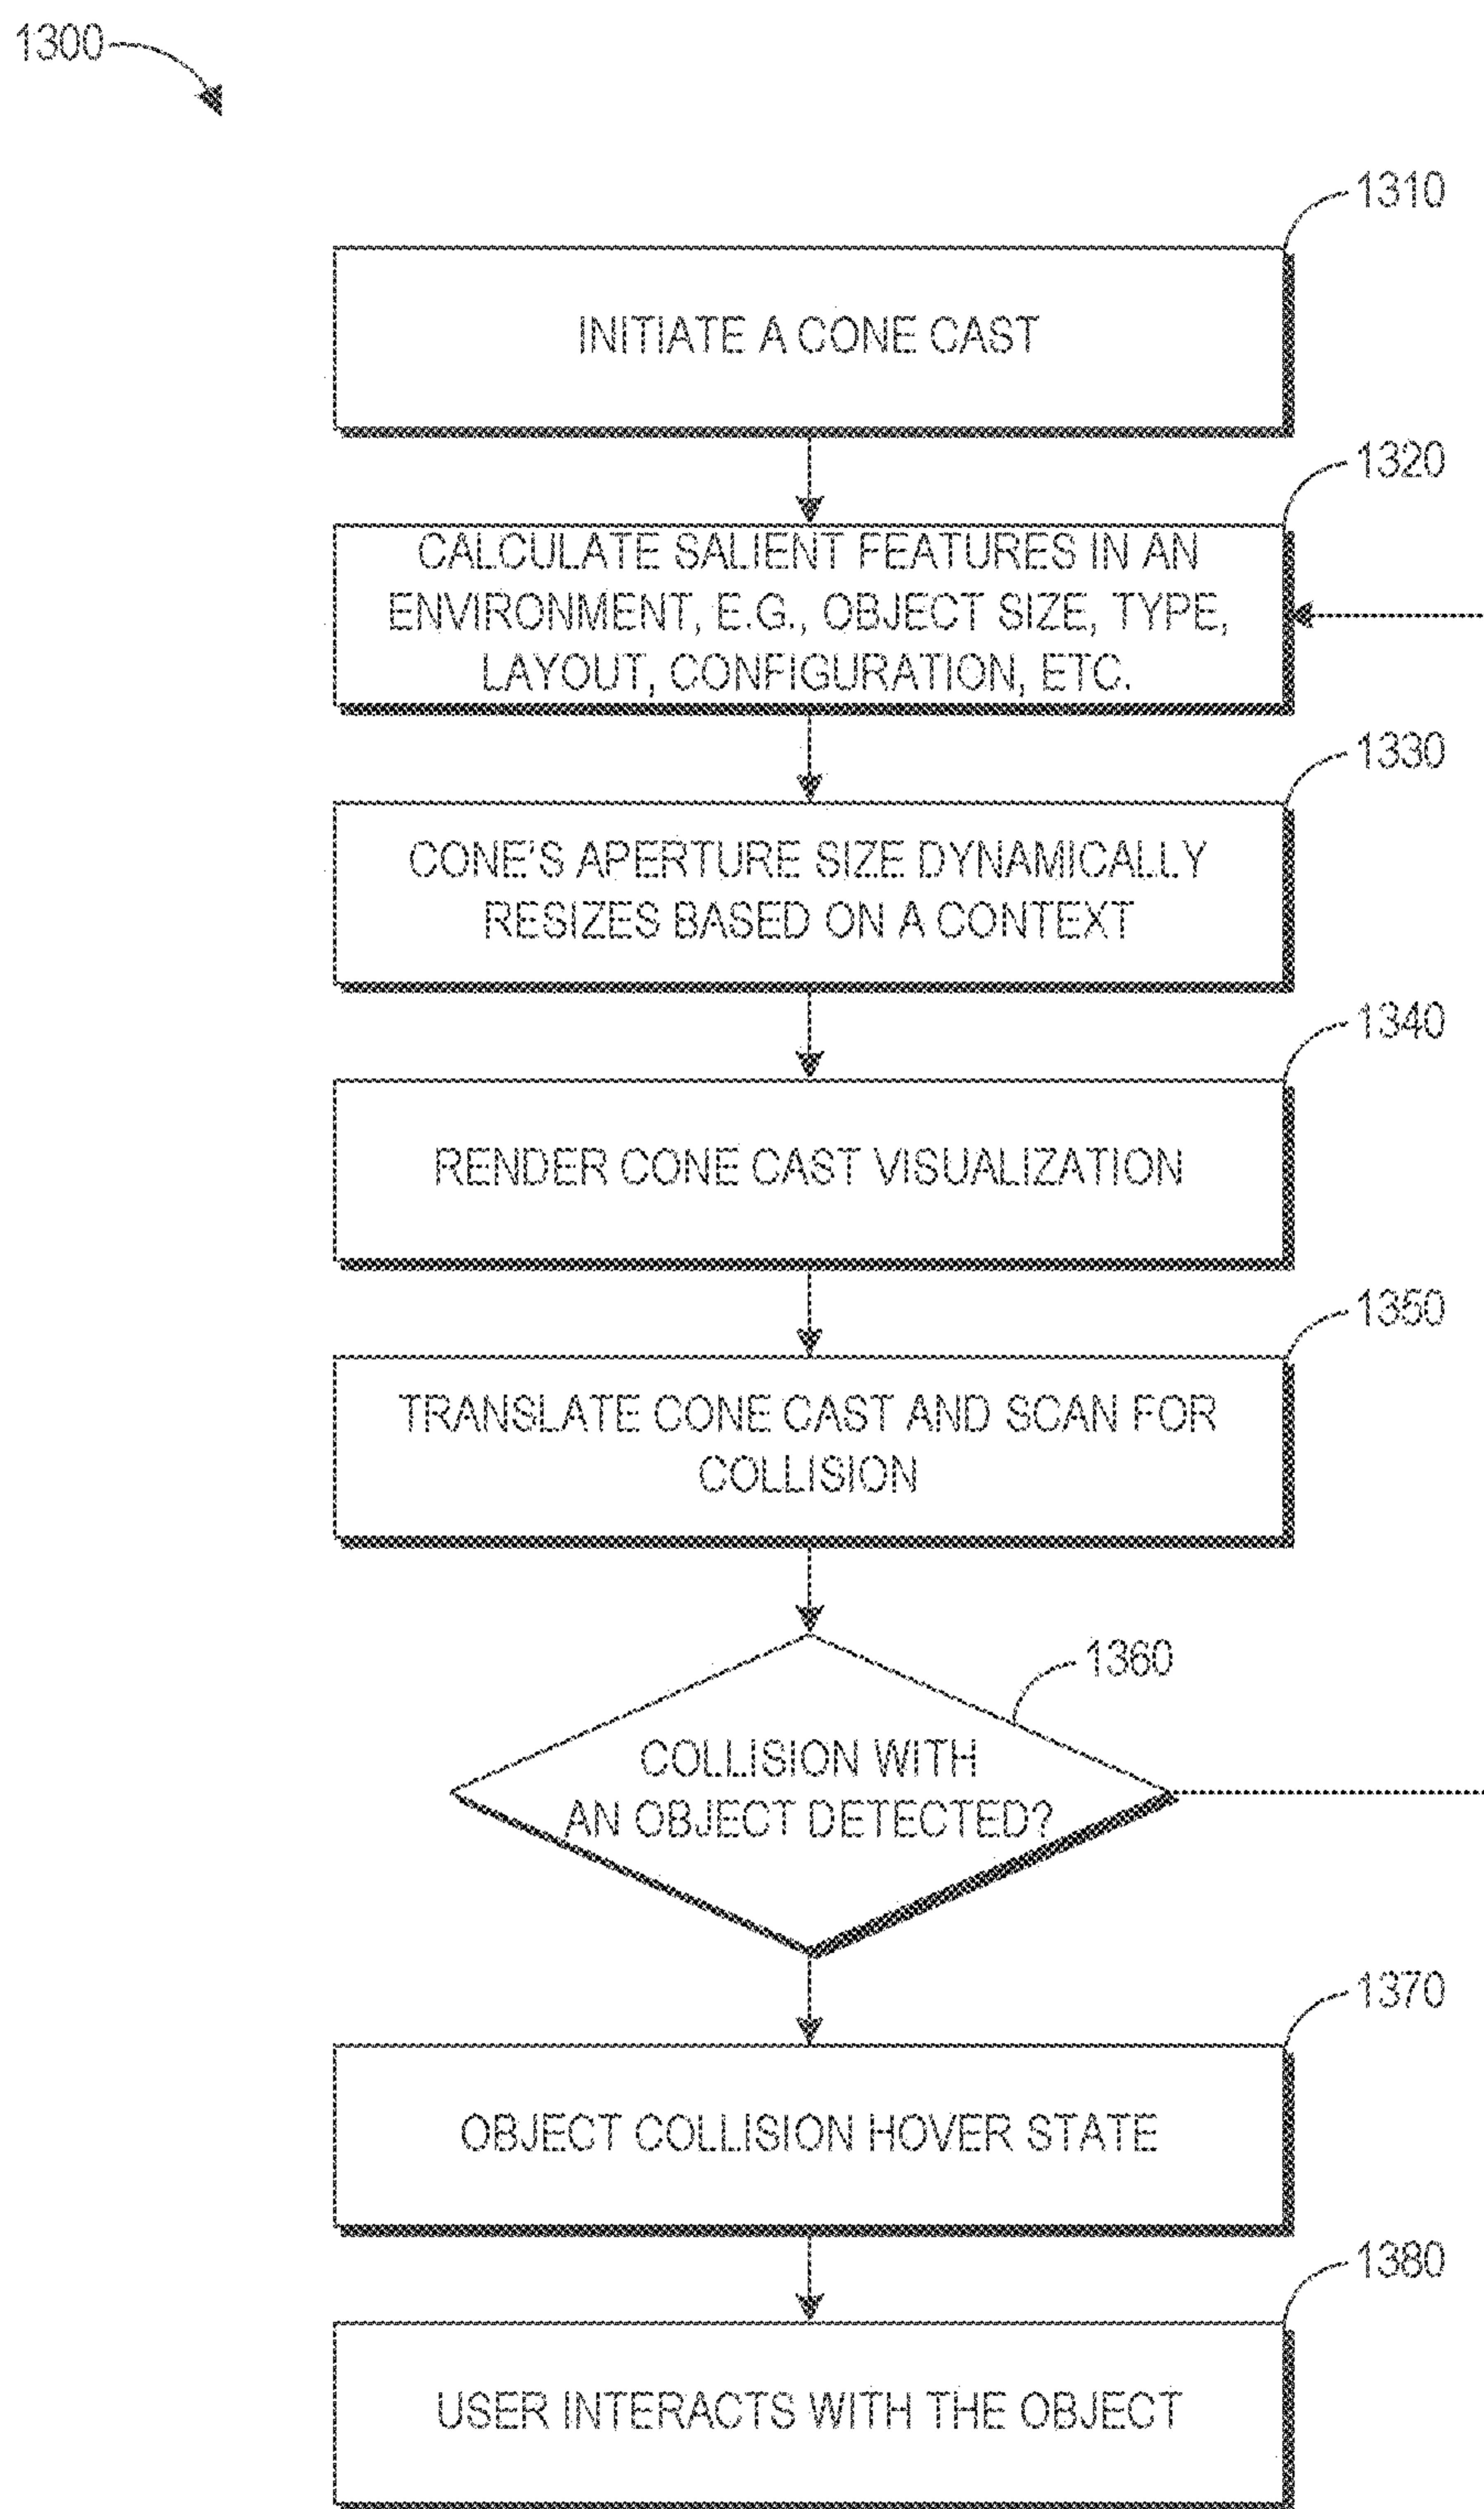 1300
1310
INITIATE A CONE CAST
1320
CALCULATE SALIENT FEATURES IN AN
ENVIRONMENT, E.G., OBJECT SIZE, TYPE,
LAYOUT, CONFIGURATION, ETC.
1330
CONE'S APERTURE SIZE DYNAMICALLY
RESIZES BASED ON A CONTEXT
1340
RENDER CONE CAST VISUALIZATION
1350
TRANSLATE CONE CAST AND SCAN FOR
COLLISION
1360
COLLISION WITH
AN OBJECT DETECTED?
1370
OBJECT COLLISION HOVER STATE
1380
USER INTERACTS WITH THE OBJECT